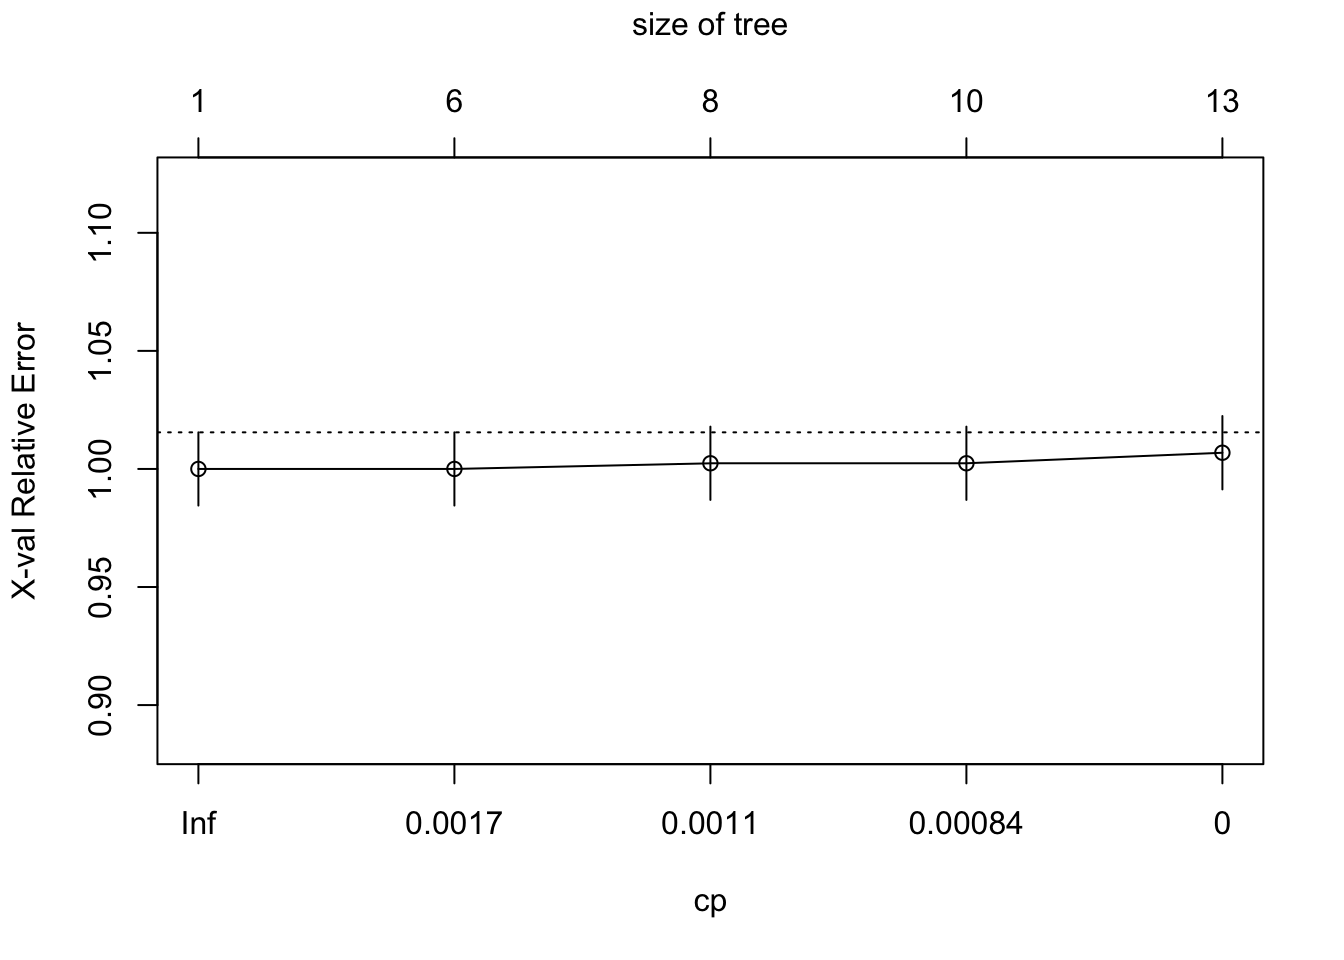 size of tree
1 6 8 10 13
X-val Relative Error
1.10
1.05
1.00
0.95
0.90
Inf 0.0017 0.0011 0.00084 0
cp